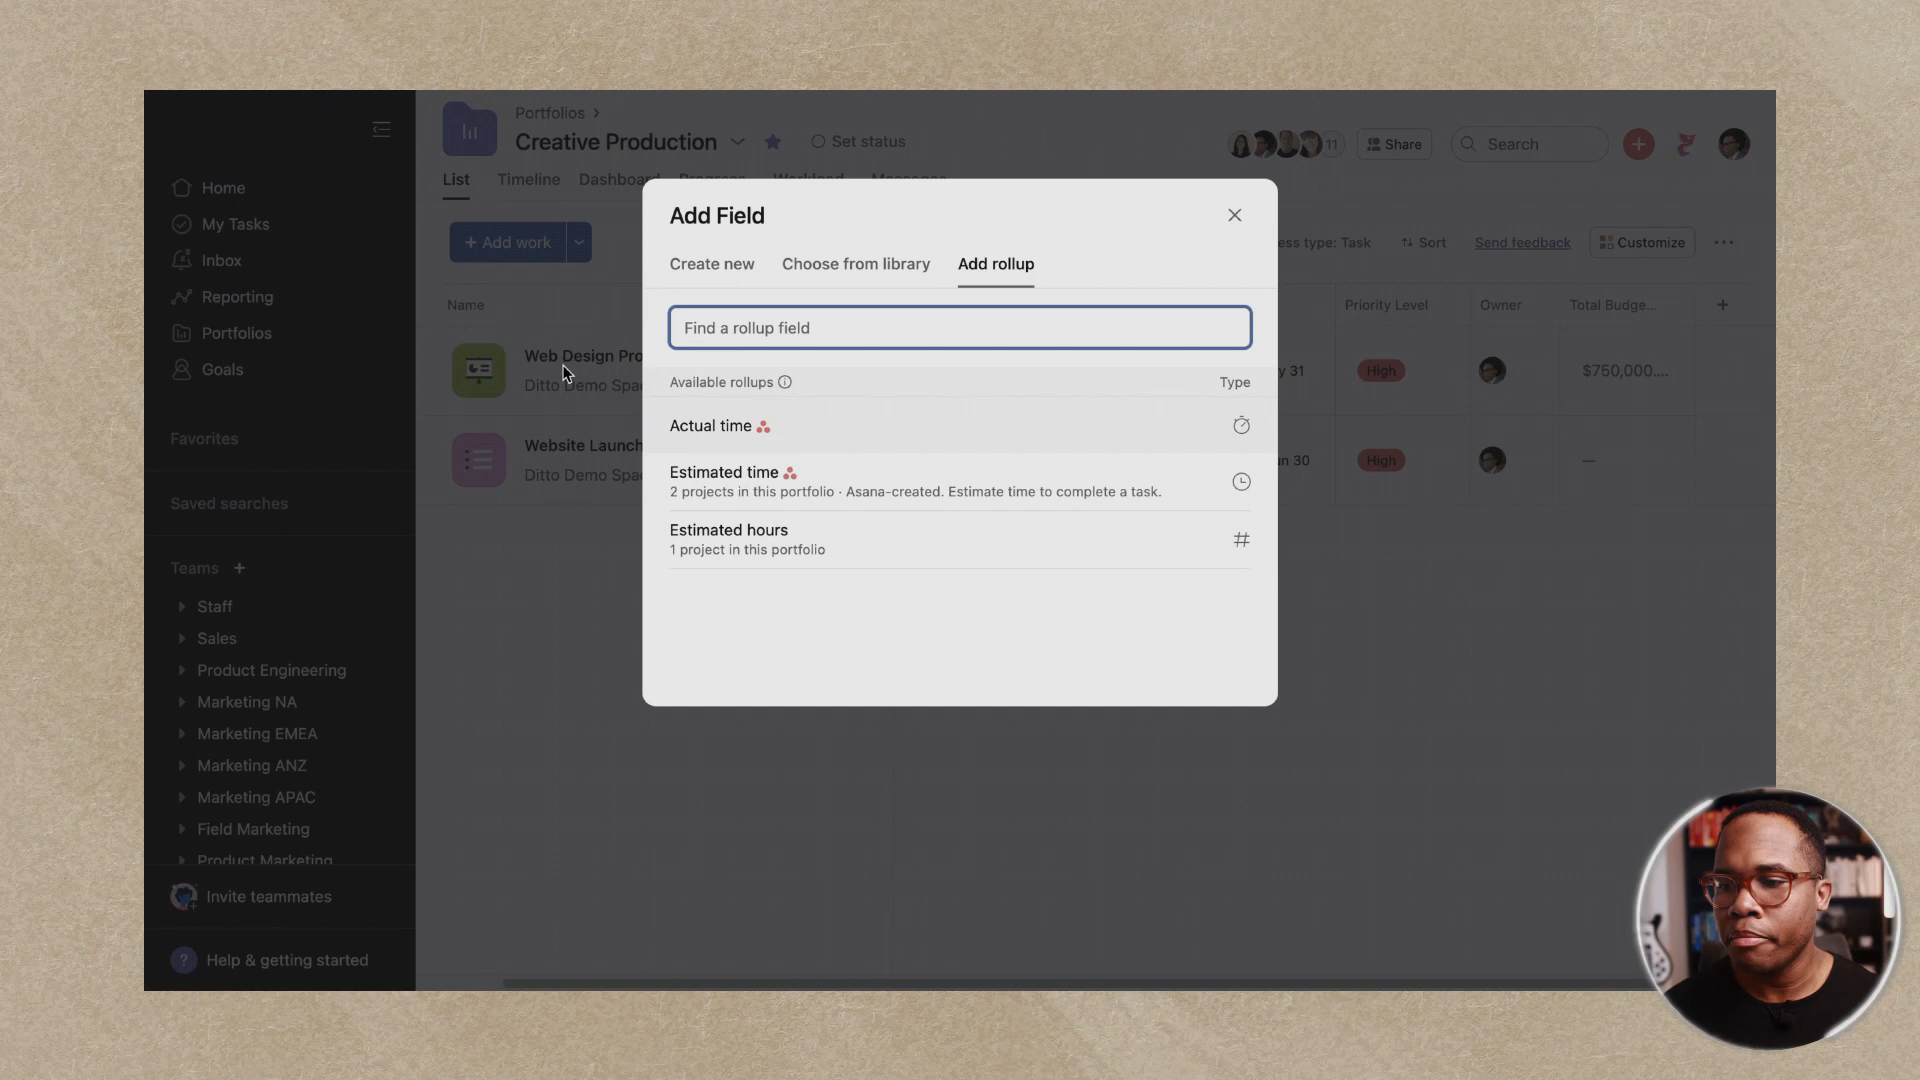 Portfolios
Creative Production
Set status
11
Share
Search
List
Timeline
Dashboard
Progress
Workload
Messages
Home
My Tasks
Inbox
Reporting
Portfolios
Goals
Favorites
Saved searches
Teams +
Staff
Sales
Product Engineering
Marketing NA
Marketing EMEA
Marketing ANZ
Marketing APAC
Field Marketing
Product Marketing
Invite teammates
? Help & getting started
+ Add work
ess type: Task
Sort
Send feedback
Customize
Name
Priority Level
Owner
Total Budge...
+
Web Design Pro
Ditto Demo Spac
y 31
High
$750,000....
Website Launch
Ditto Demo Spac
un 30
High
—
Add Field
Create new
Choose from library
Add rollup
Find a rollup field
Available rollups
Type
Actual time
Estimated time
2 projects in this portfolio · Asana-created. Estimate time to complete a task.
Estimated hours
1 project in this portfolio
#